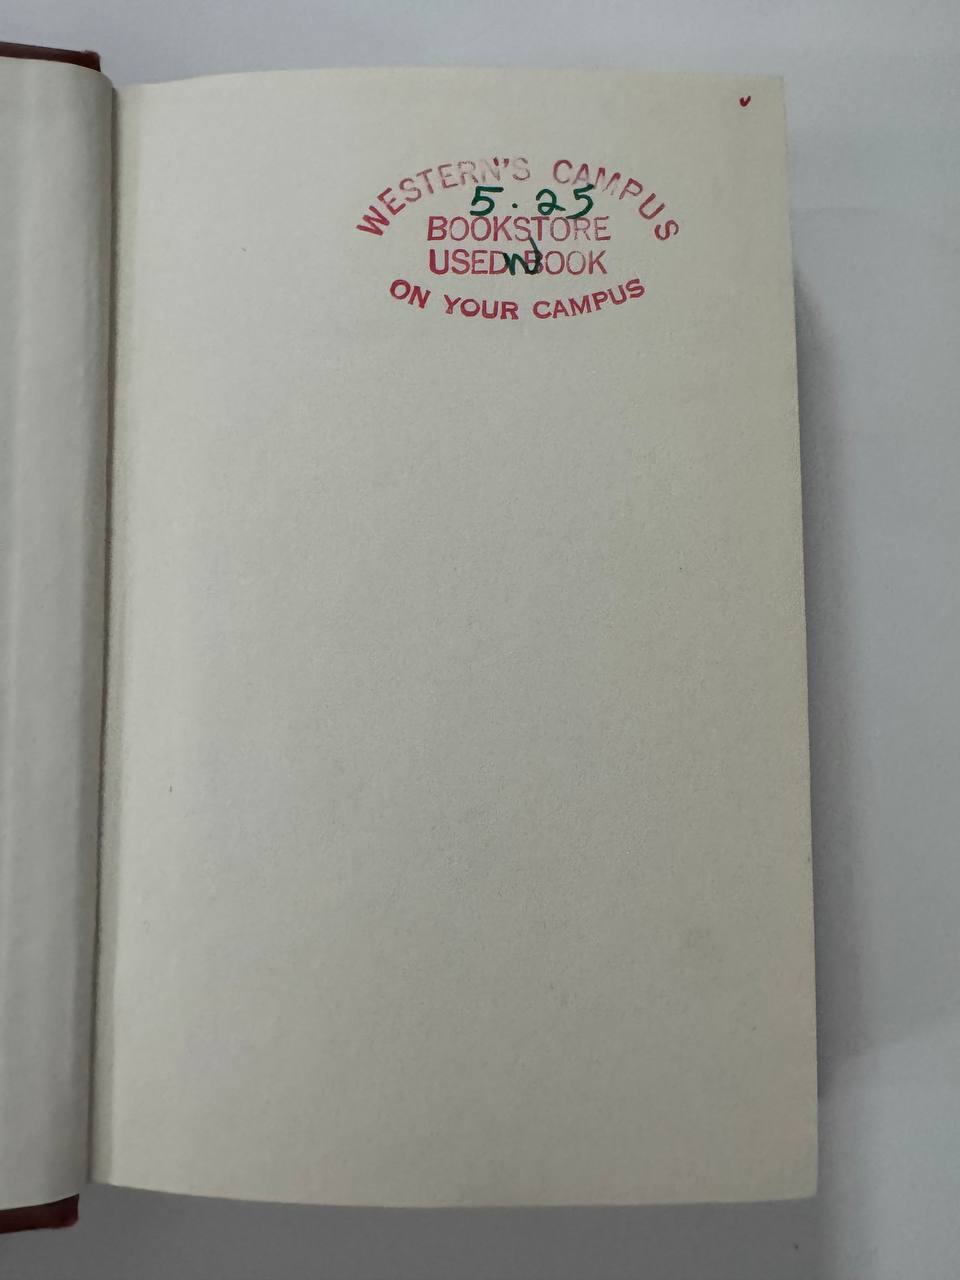 WESTERN'S CAMPUS
5.25
BOOKSTORE
USED BOOK
W
ON YOUR CAMPUS